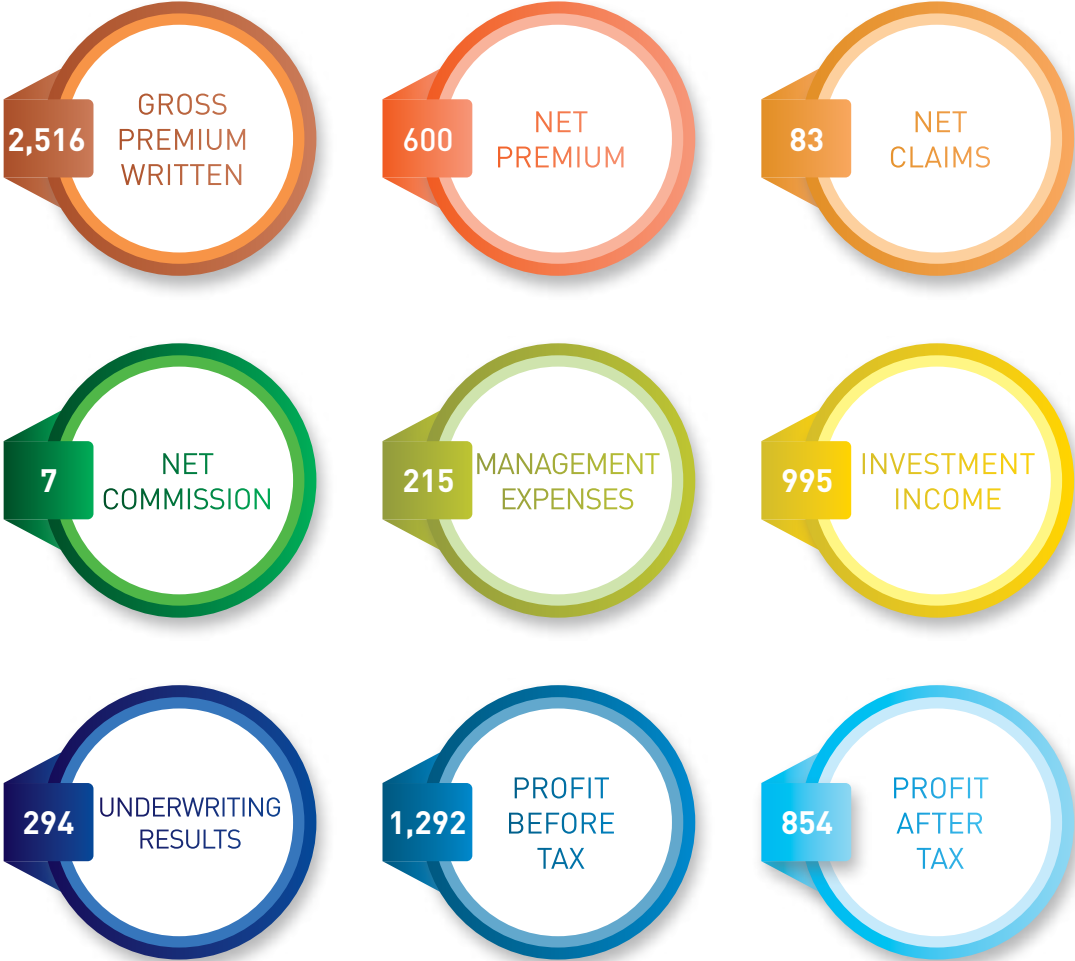 2,516
GROSS
PREMIUM
WRITTEN
600
NET
PREMIUM
83
NET
CLAIMS
7
NET
COMMISSION
215
MANAGEMENT
EXPENSES
995
INVESTMENT
INCOME
294
UNDERWRITING
RESULTS
1,292
PROFIT
BEFORE
TAX
854
PROFIT
AFTER
TAX